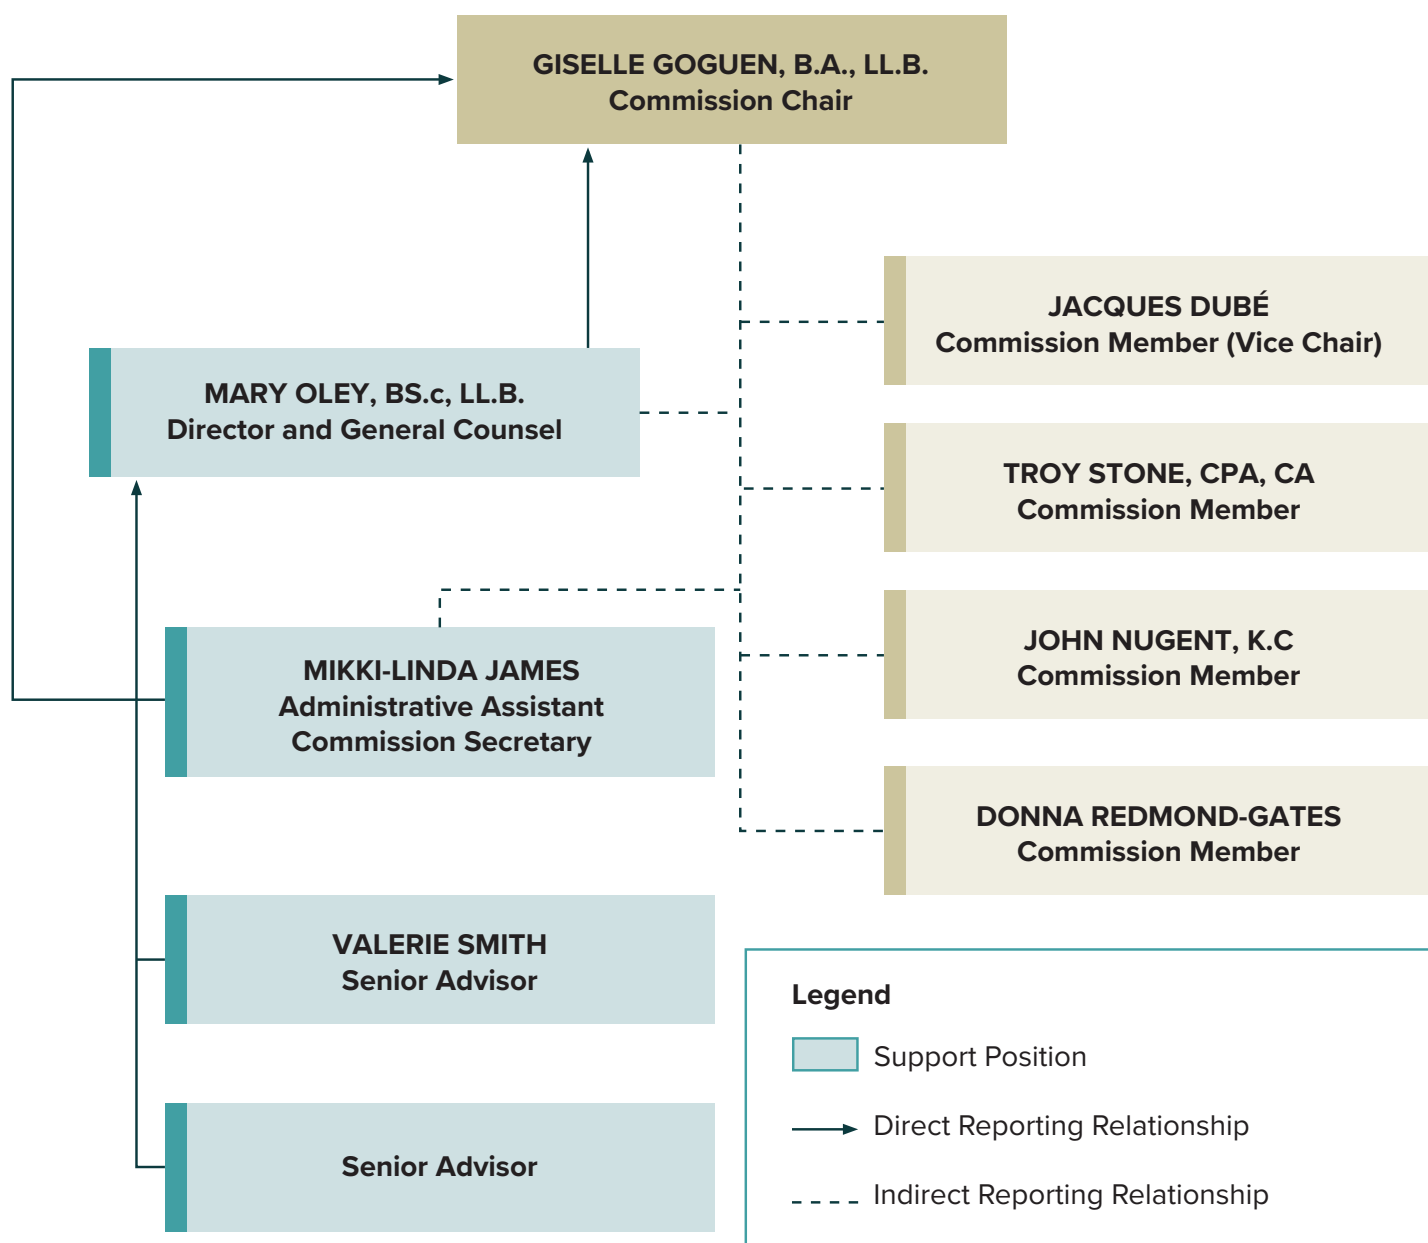 GISELLE GOGUEN, B.A., LL.B.
Commission Chair
JACQUES DUBÉ
Commission Member (Vice Chair)
MARY OLEY, BS.c, LL.B.
Director and General Counsel
TROY STONE, CPA, CA
Commission Member
JOHN NUGENT, K.C
Commission Member
MIKKI-LINDA JAMES
Administrative Assistant
Commission Secretary
DONNA REDMOND-GATES
Commission Member
VALERIE SMITH
Senior Advisor
Senior Advisor
Legend
Support Position
Direct Reporting Relationship
Indirect Reporting Relationship